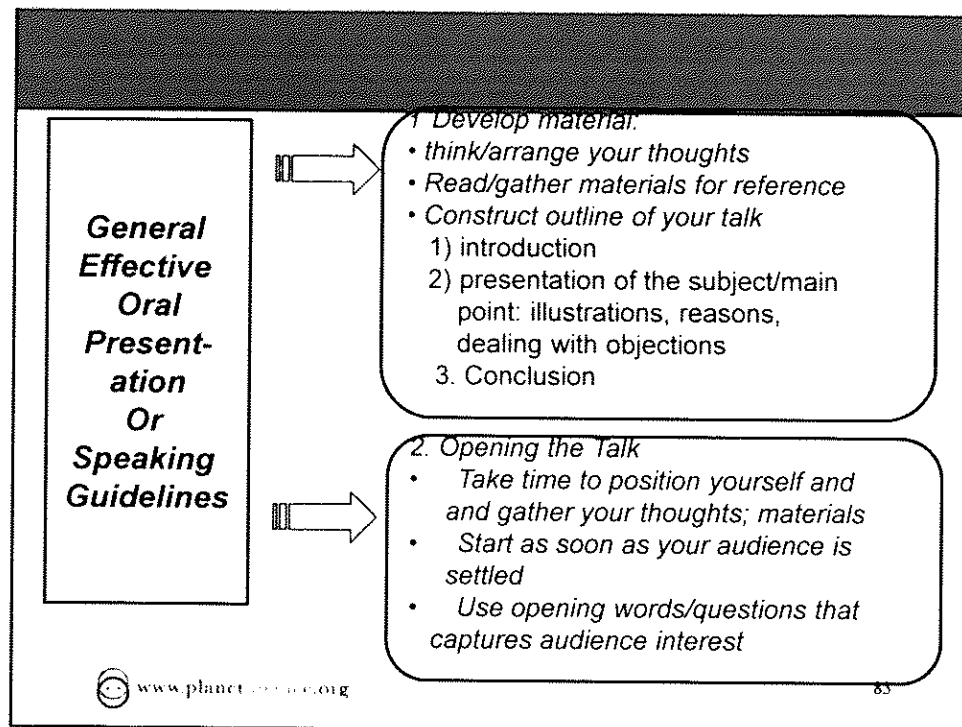 General
Effective
Oral
Present-
ation
Or
Speaking
Guidelines
1 Develop material:
• think/arrange your thoughts
• Read/gather materials for reference
• Construct outline of your talk
1) introduction
2) presentation of the subject/main
point: illustrations, reasons,
dealing with objections
3. Conclusion
2. Opening the Talk
• Take time to position yourself and
and gather your thoughts; materials
• Start as soon as your audience is
settled
• Use opening words/questions that
captures audience interest
83